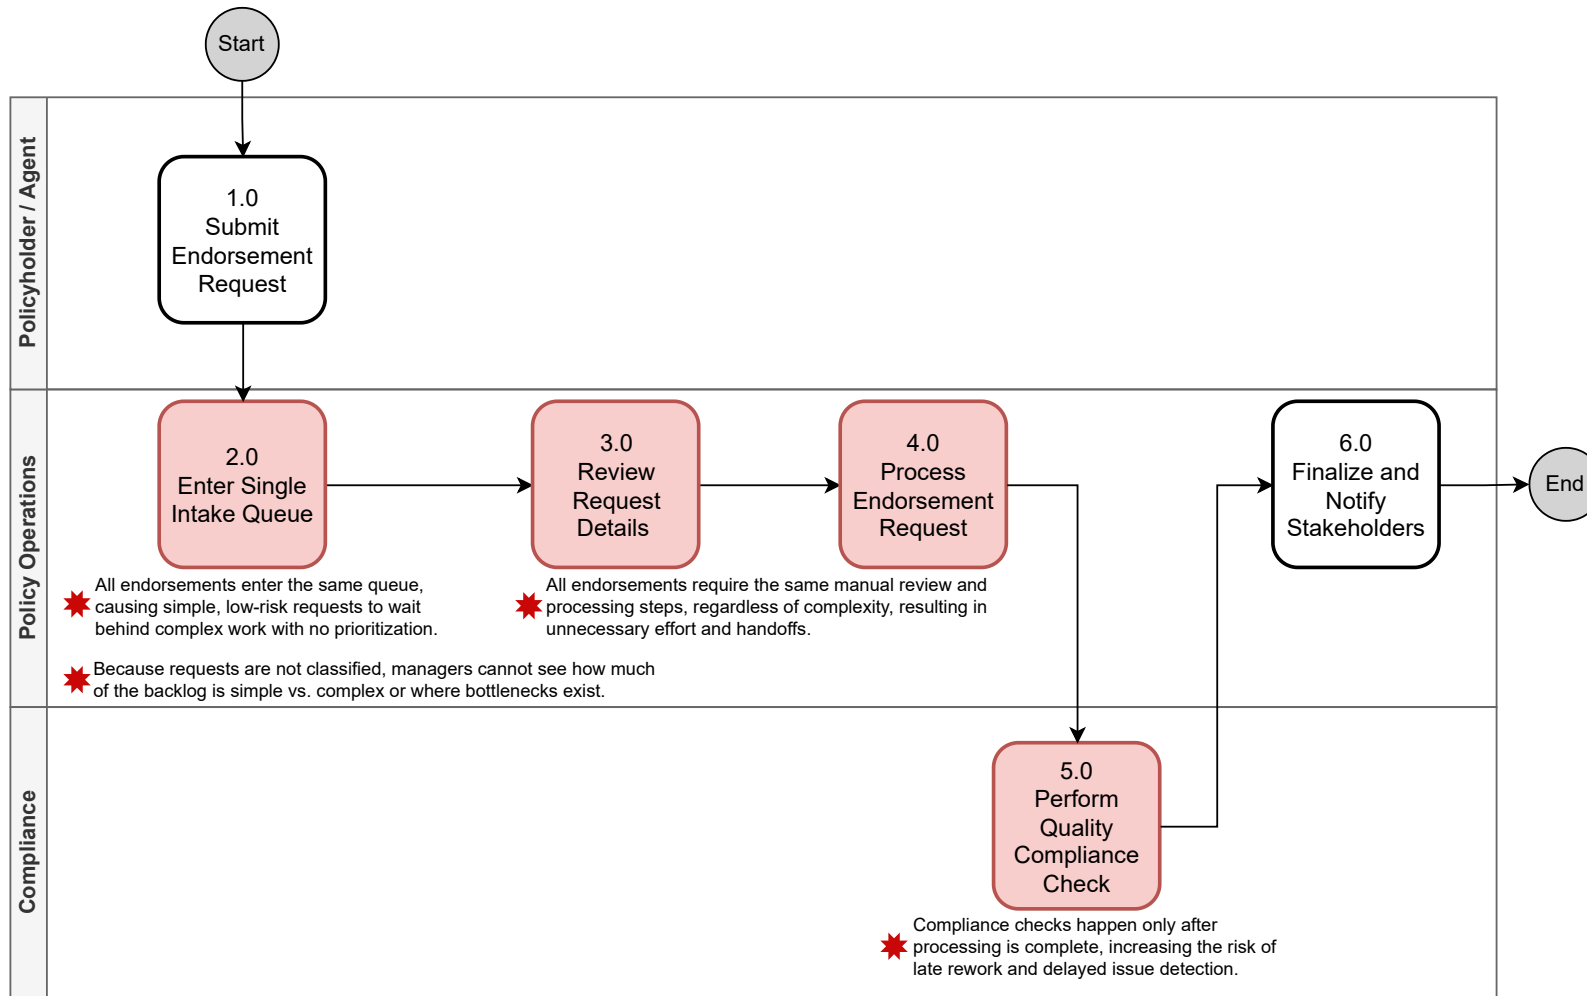 Start
Policyholder / Agent
1.0
Submit
Endorsement
Request
Policy Operations
2.0
Enter Single
Intake Queue
3.0
Review
Request
Details
4.0
Process
Endorsement
Request
6.0
Finalize and
Notify
Stakeholders
End
All endorsements enter the same queue,
causing simple, low-risk requests to wait
behind complex work with no prioritization.
All endorsements require the same manual review and
processing steps, regardless of complexity, resulting in
unnecessary effort and handoffs.
Because requests are not classified, managers cannot see how much
of the backlog is simple vs. complex or where bottlenecks exist.
Compliance
5.0
Perform
Quality
Compliance
Check
Compliance checks happen only after
processing is complete, increasing the risk of
late rework and delayed issue detection.